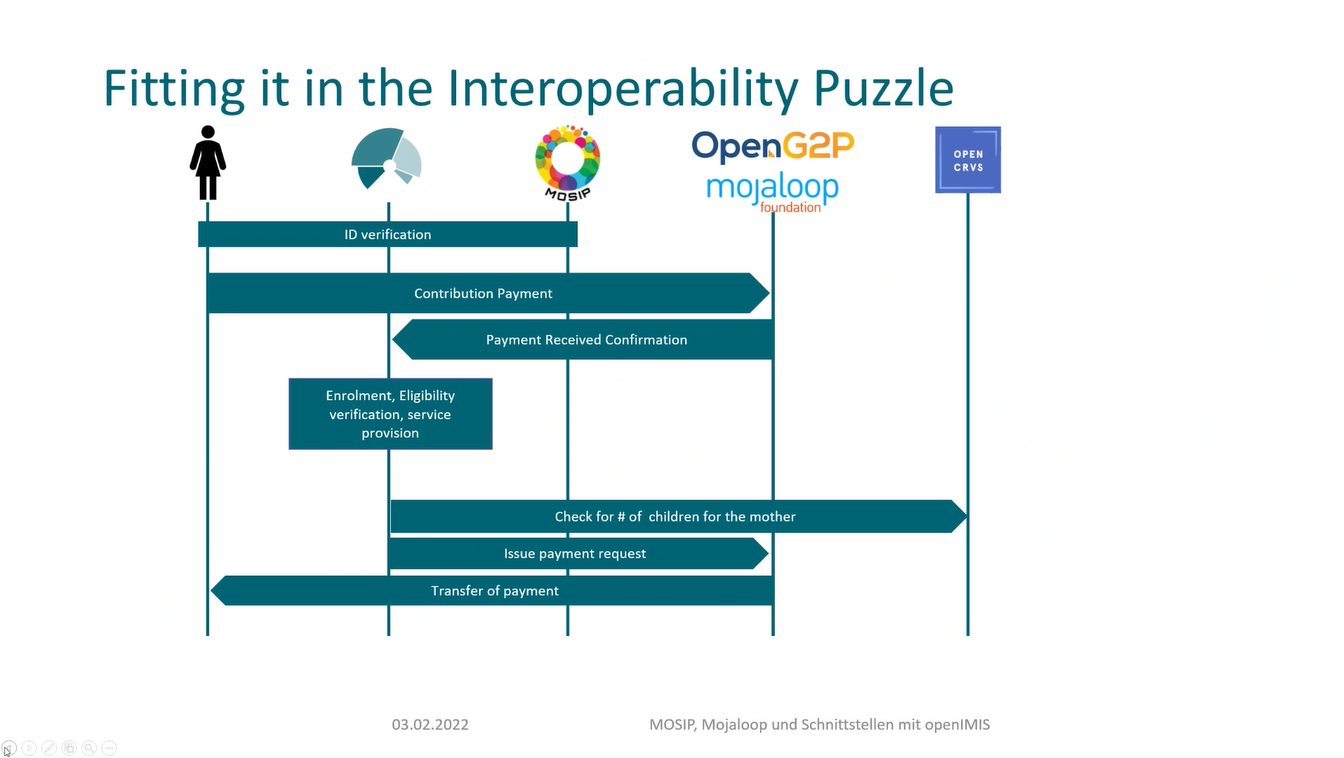 Fitting it in the Interoperability Puzzle
MOSIP
OpenG2P
mojaloop
foundation
OPEN
CRVS
ID verification
Contribution Payment
Payment Received Confirmation
Enrolment, Eligibility
verification, service
provision
Check for # of children for the mother
Issue payment request
Transfer of payment
03.02.2022
MOSIP, Mojaloop und Schnittstellen mit openIMIS